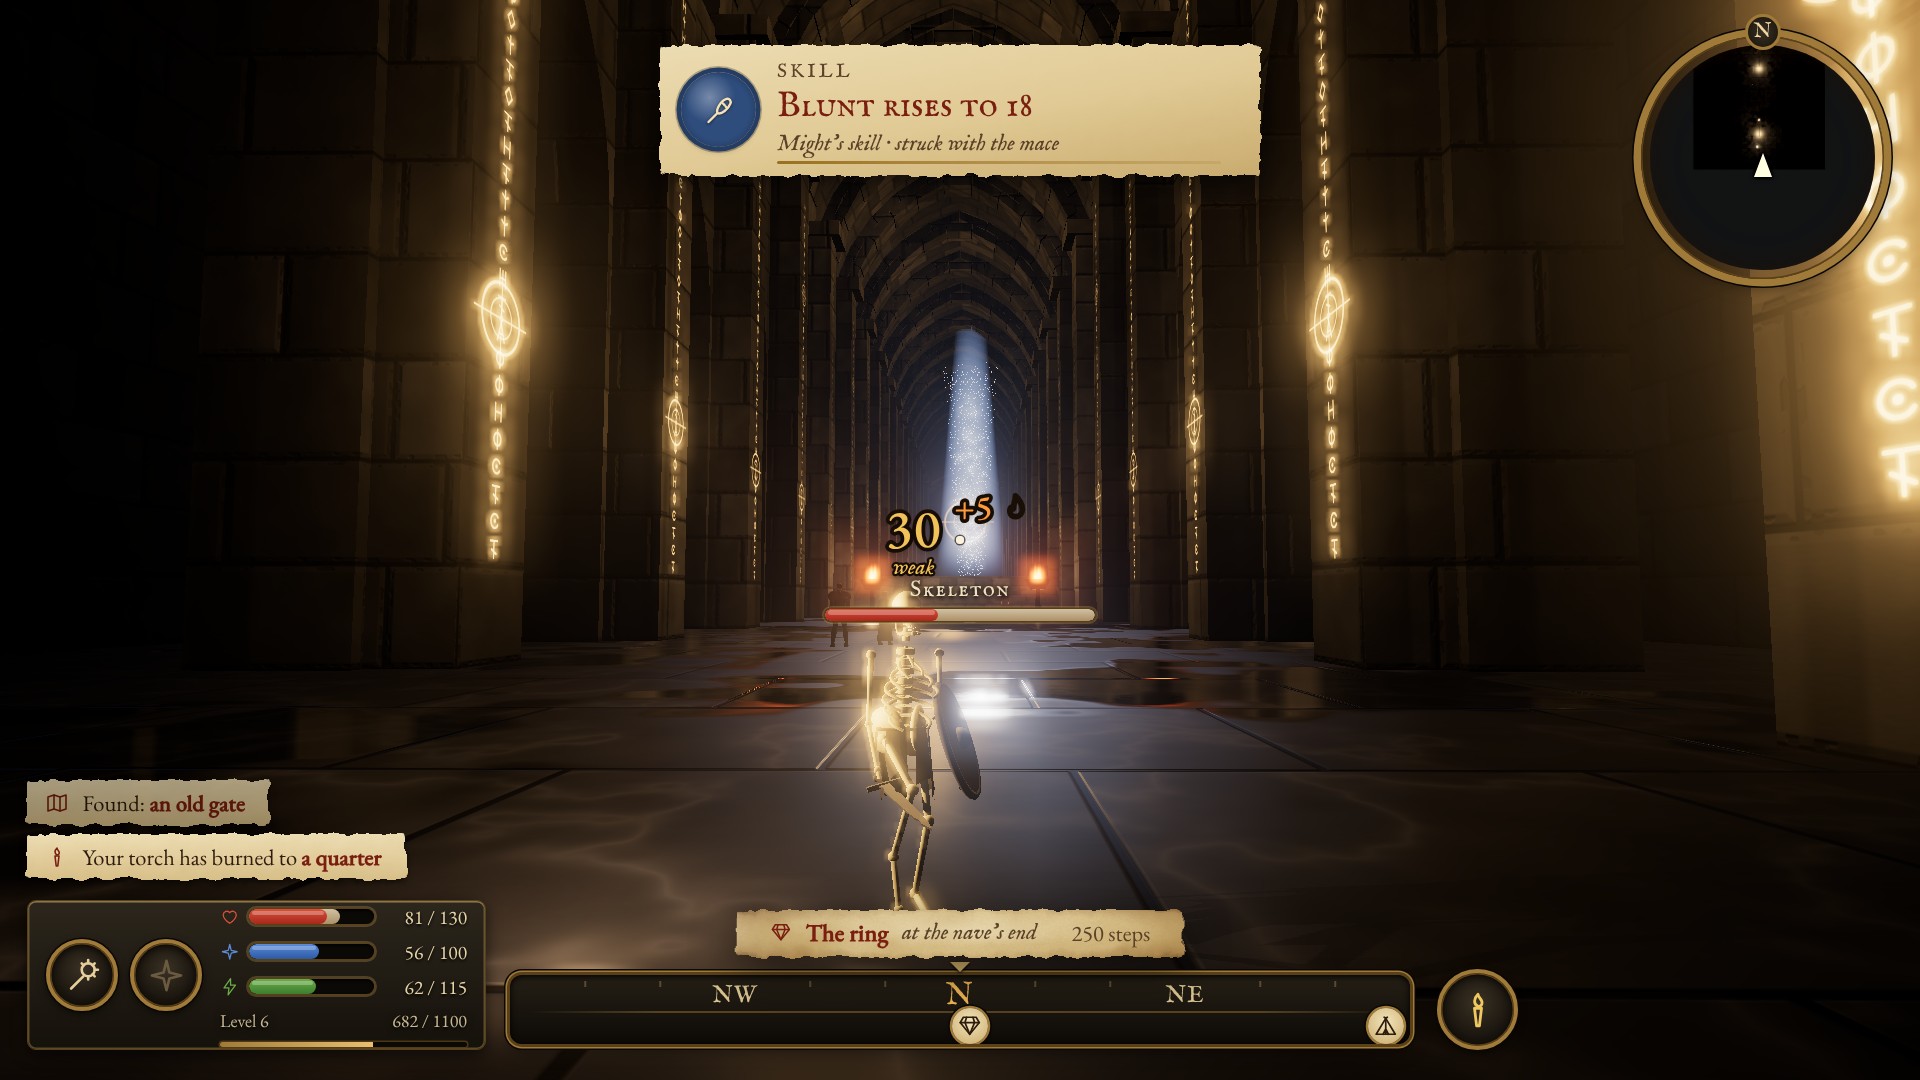 SKILL
BLUNT RISES TO 18
Might's skill · struck with the mace
N
30 +5
weak
SKELETON
Found: an old gate
Your torch has burned to a quarter
81 / 130
56 / 100
62 / 115
Level 6 682 / 1100
The ring at the nave's end 250 steps
NW N NE